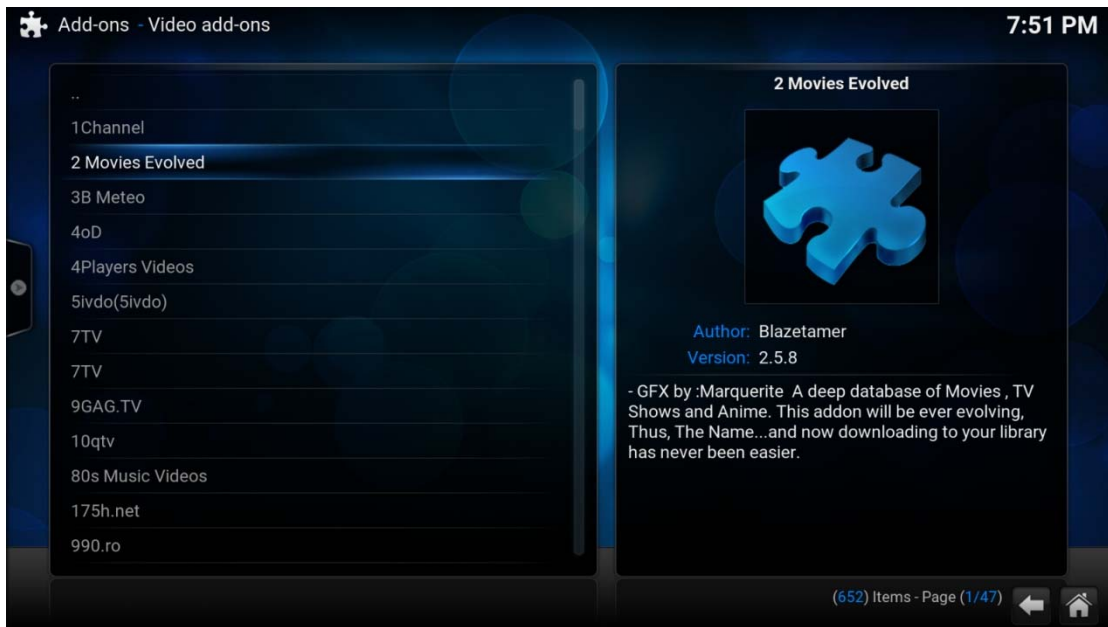 Add-ons - Video add-ons
7:51 PM
..
1Channel
2 Movies Evolved
3B Meteo
4oD
4Players Videos
5ivdo(5ivdo)
7TV
7TV
9GAG.TV
10qtv
80s Music Videos
175h.net
990.ro
2 Movies Evolved
Author: Blazetamer
Version: 2.5.8
- GFX by :Marquerite A deep database of Movies , TV
Shows and Anime. This addon will be ever evolving,
Thus, The Name...and now downloading to your library
has never been easier.
(652) Items - Page (1/47)